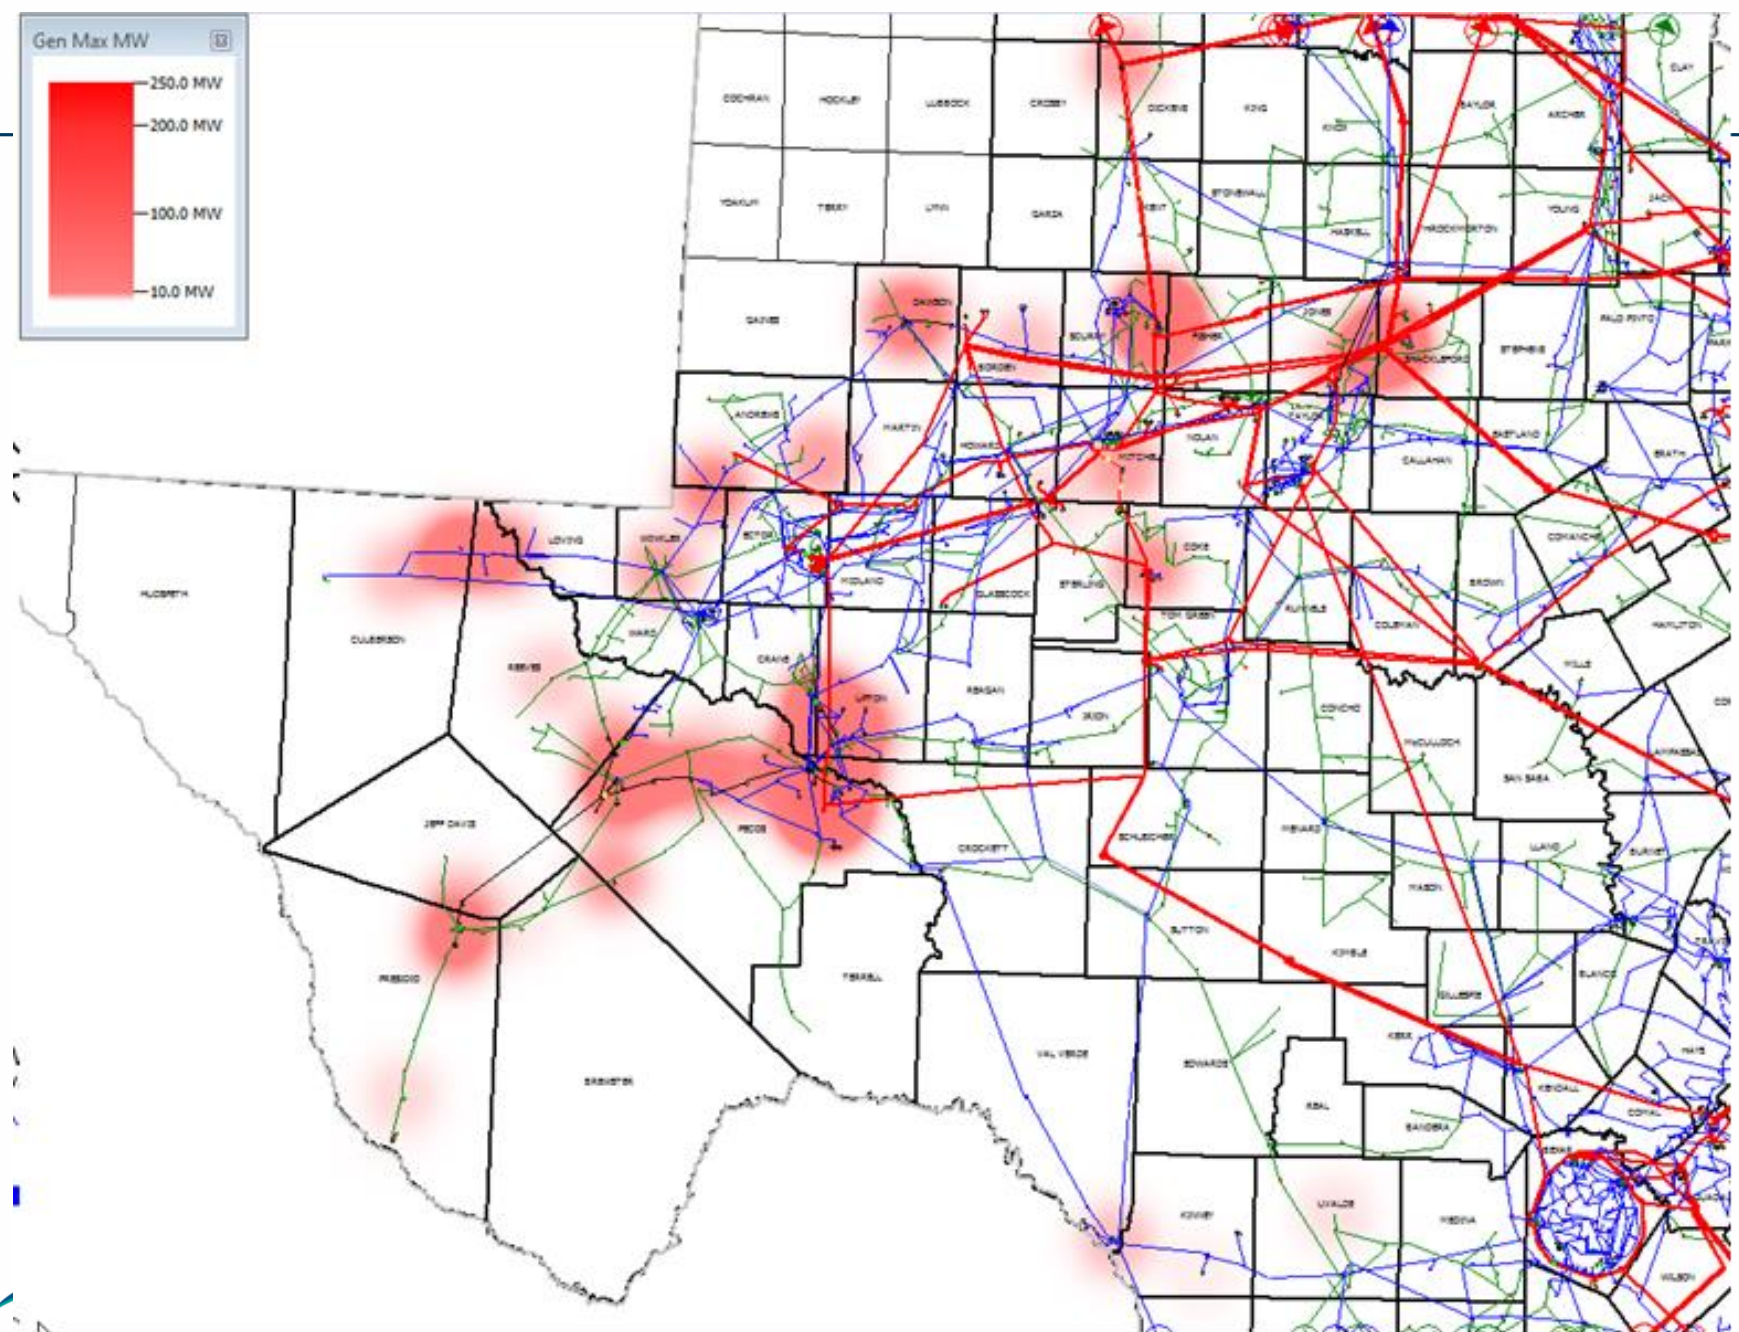 Gen Max MW
250.0 MW
200.0 MW
100.0 MW
10.0 MW
CLAY
COCHRAN HOCKLEY LUBBOCK CROSBY DICKENS KING KNOX BAYLOR ARCHER
YOAKUM TERRY LYNN GARZA KENT STONEWALL HASKELL THROCKMORTON YOUNG JACK
GAINES DAWSON BORDEN SCURRY FISHER JONES SHACKELFORD STEPHENS PALO PINTO
ANDREWS MARTIN HOWARD MITCHELL NOLAN TAYLOR CALLAHAN EASTLAND ERATH
HUDSPETH CULBERSON LOVING WINKLER ECTOR MIDLAND GLASSCOCK STERLING COKE RUNNELS COLEMAN BROWN COMANCHE
REEVES WARD CRANE UPTON REAGAN IRION TOM GREEN CONCHO MILLS HAMILTON
JEFF DAVIS PECOS CROCKETT SCHLEICHER MENARD McCULLOCH SAN SABA LAMPASAS
MASON LLANO BURNET
PRESIDIO TERRELL SUTTON KIMBLE GILLESPIE BLANCO
BREWSTER VAL VERDE EDWARDS KERR KENDALL HAYS
REAL BANDERA COMAL
KINNEY UVALDE MEDINA BEXAR
WILSON